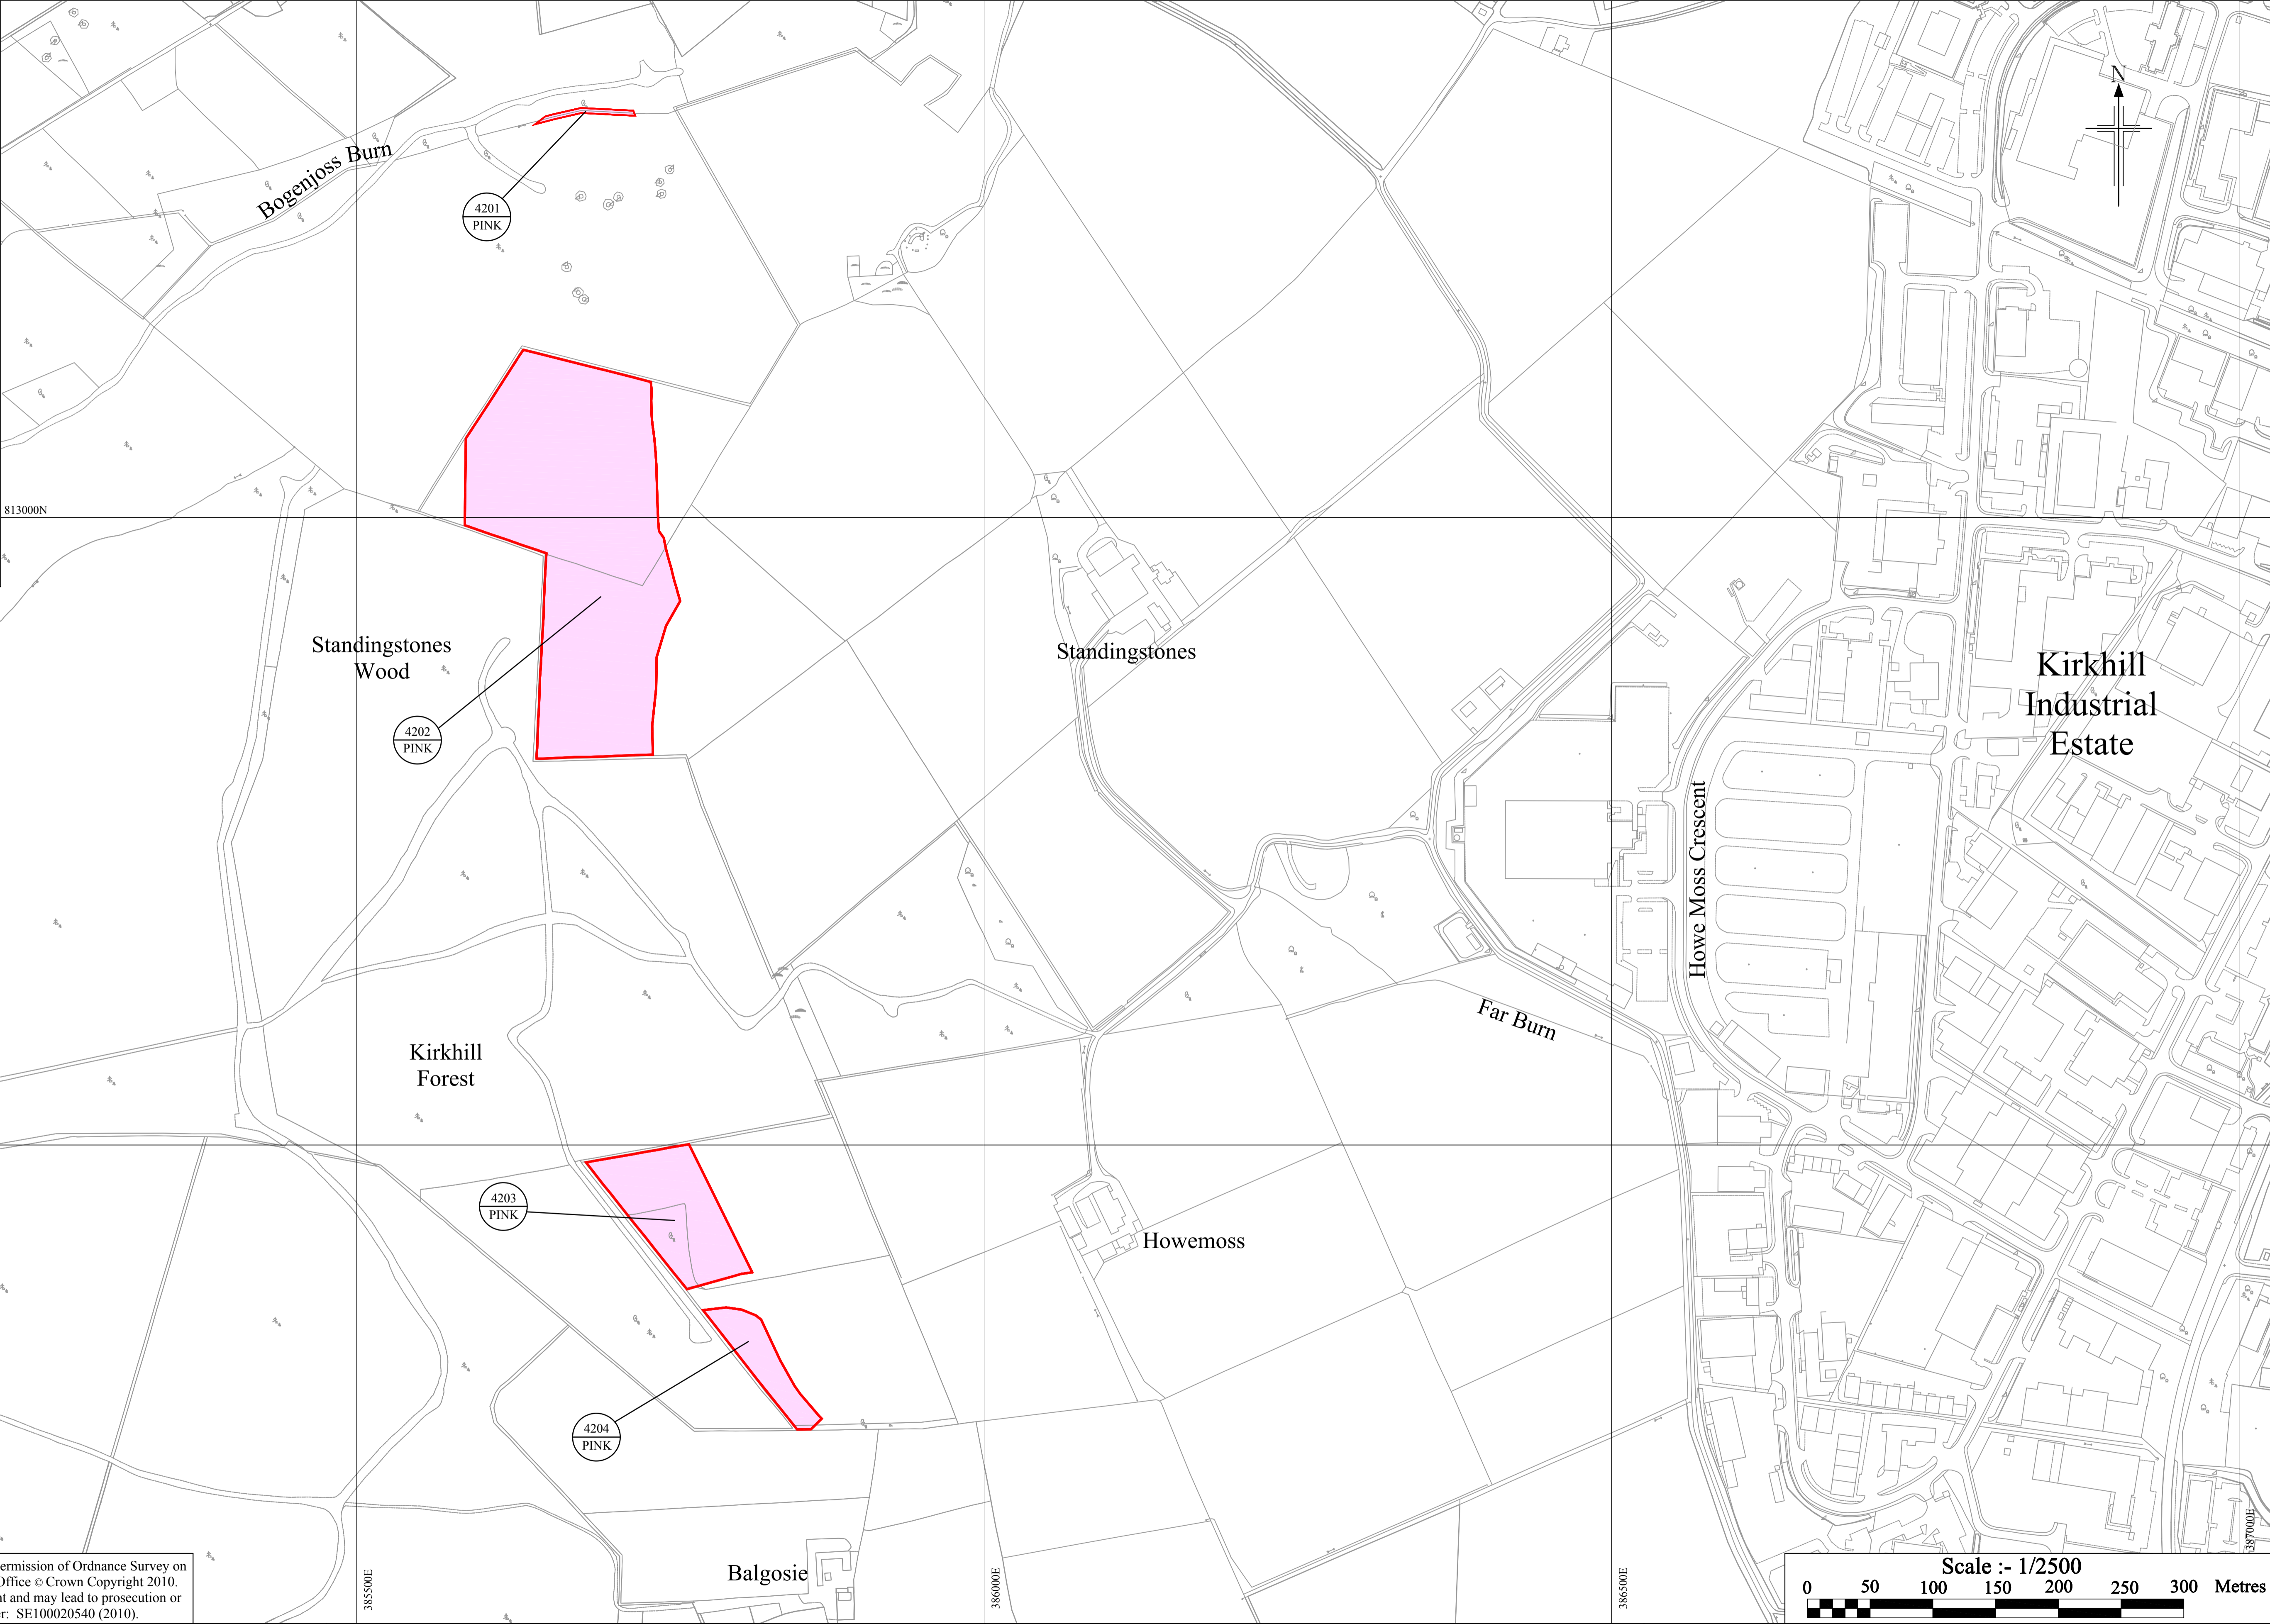 N
Bogenjoss Burn
4201
PINK
813000N
Standingstones
Wood
Standingstones
Kirkhill
Industrial
Estate
4202
PINK
Howe Moss Crescent
Far Burn
Kirkhill
Forest
4203
PINK
Howemoss
4204
PINK
Balgosie
385500E
386000E
386500E
387000E
ermission of Ordnance Survey on
Office © Crown Copyright 2010.
nt and may lead to prosecution or
er: SE100020540 (2010).
Scale :- 1/2500
0 50 100 150 200 250 300 Metres